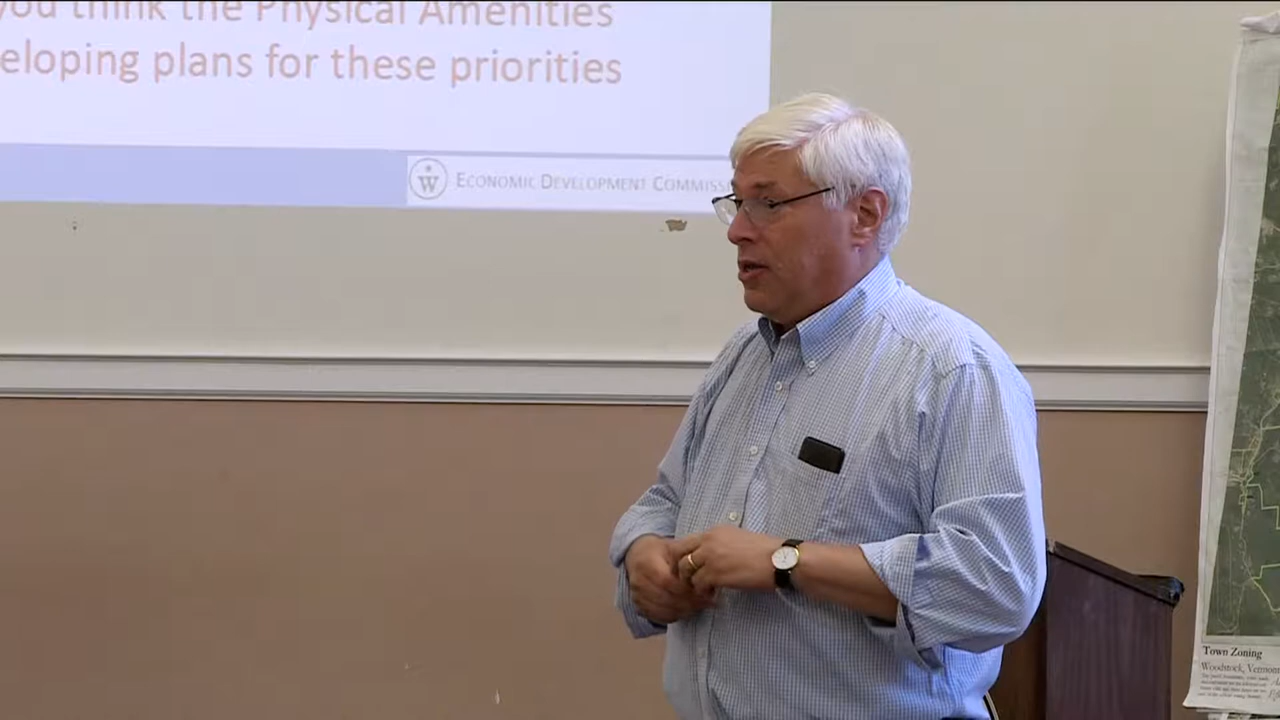 you think the Physical Amenities
eloping plans for these priorities
W ECONOMIC DEVELOPMENT COMMISS
Town Zoning
Woodstock, Vermont